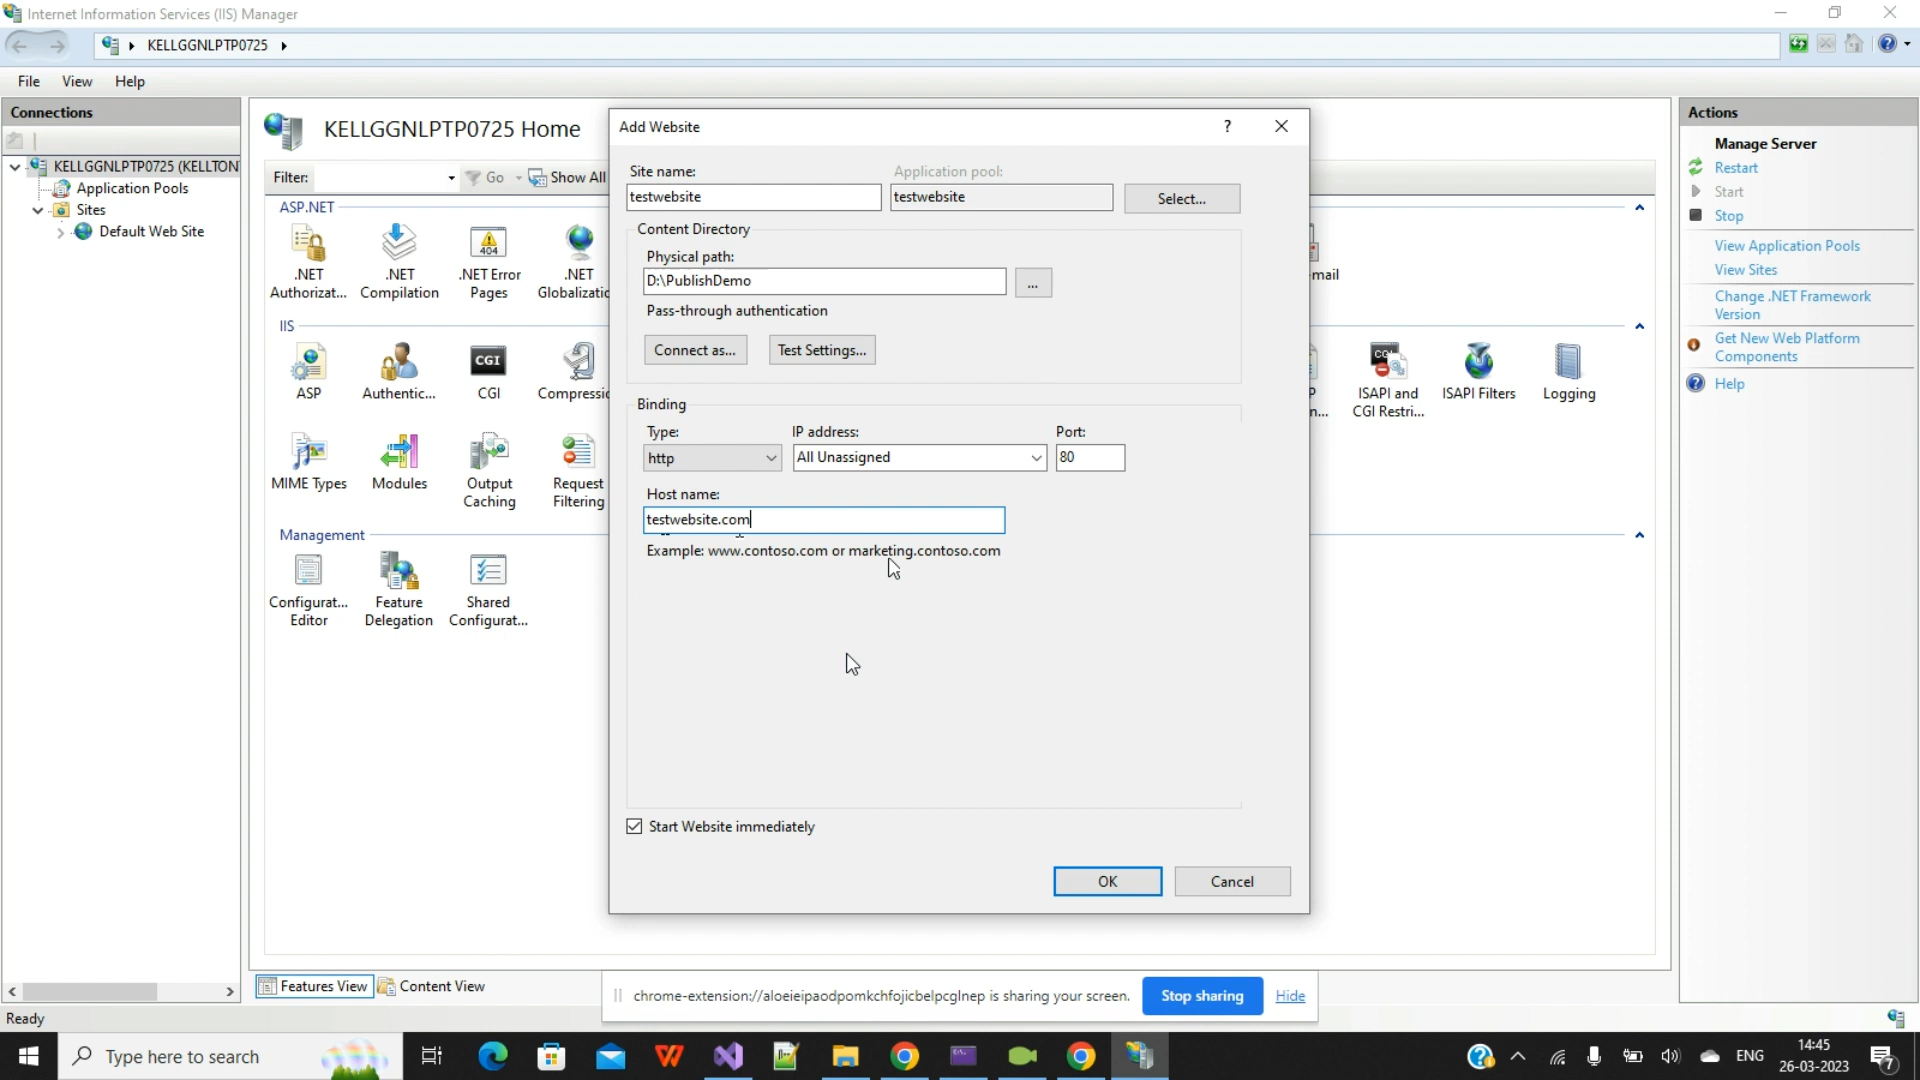 Internet Information Services (IIS) Manager
KELLGGNLPTP0725
File View Help
Connections
KELLGGNLPTP0725 (KELLTON
Application Pools
Sites
Default Web Site
KELLGGNLPTP0725 Home
Filter: Go Show All
ASP.NET
.NET Authorizat...
.NET Compilation
.NET Error Pages
404
.NET Globalizatic
mail
IIS
ASP
Authentic...
CGI
CGI
Compressic
ISAPI and CGI Restri...
ISAPI Filters
Logging
MIME Types
Modules
Output Caching
Request Filtering
Management
Configurat... Editor
Feature Delegation
Shared Configurat...
Features View Content View
Add Website
?
Site name:
testwebsite
Application pool:
testwebsite
Select...
Content Directory
Physical path:
D:\PublishDemo
...
Pass-through authentication
Connect as... Test Settings...
Binding
Type: IP address: Port:
http All Unassigned 80
Host name:
testwebsite.com
Example: www.contoso.com or marketing.contoso.com
Start Website immediately
OK Cancel
Actions
Manage Server
Restart
Start
Stop
View Application Pools
View Sites
Change .NET Framework
Version
Get New Web Platform
Components
Help
chrome-extension://aloeieipaodpomkchfojicbelpcglnep is sharing your screen. Stop sharing Hide
Ready
Type here to search
ENG
14:45
26-03-2023
7